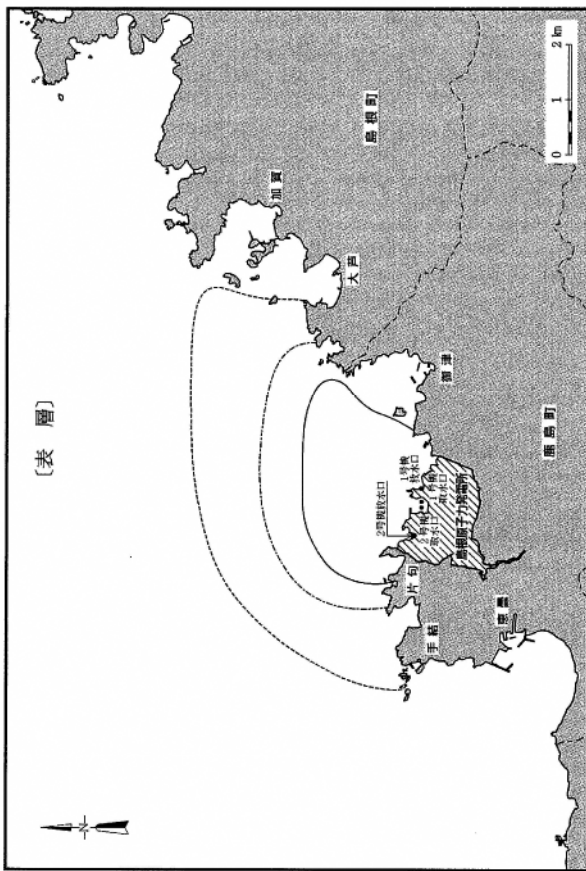 〔表 層〕
N
加賀
島根町
大芦
御津
鹿島町
2号機放水口
1号機
放水口
1号機
取水口
2号機
取水口
島根原子力発電所
片句
手結
恵曇
0 1 2km